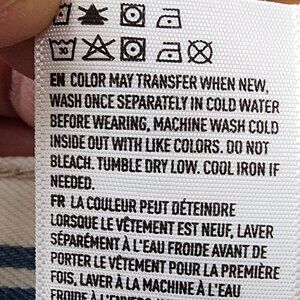 30
EN COLOR MAY TRANSFER WHEN NEW,
WASH ONCE SEPARATELY IN COLD WATER
BEFORE WEARING, MACHINE WASH COLD
INSIDE OUT WITH LIKE COLORS. DO NOT
BLEACH. TUMBLE DRY LOW. COOL IRON IF
NEEDED.
FR LA COULEUR PEUT DÉTEINDRE
LORSQUE LE VÊTEMENT EST NEUF, LAVER
SÉPARÉMENT À L'EAU FROIDE AVANT DE
PORTER LE VÊTEMENT POUR LA PREMIÈRE
FOIS, LAVER À LA MACHINE À L'EAU
FROIDE À L'ENVERS